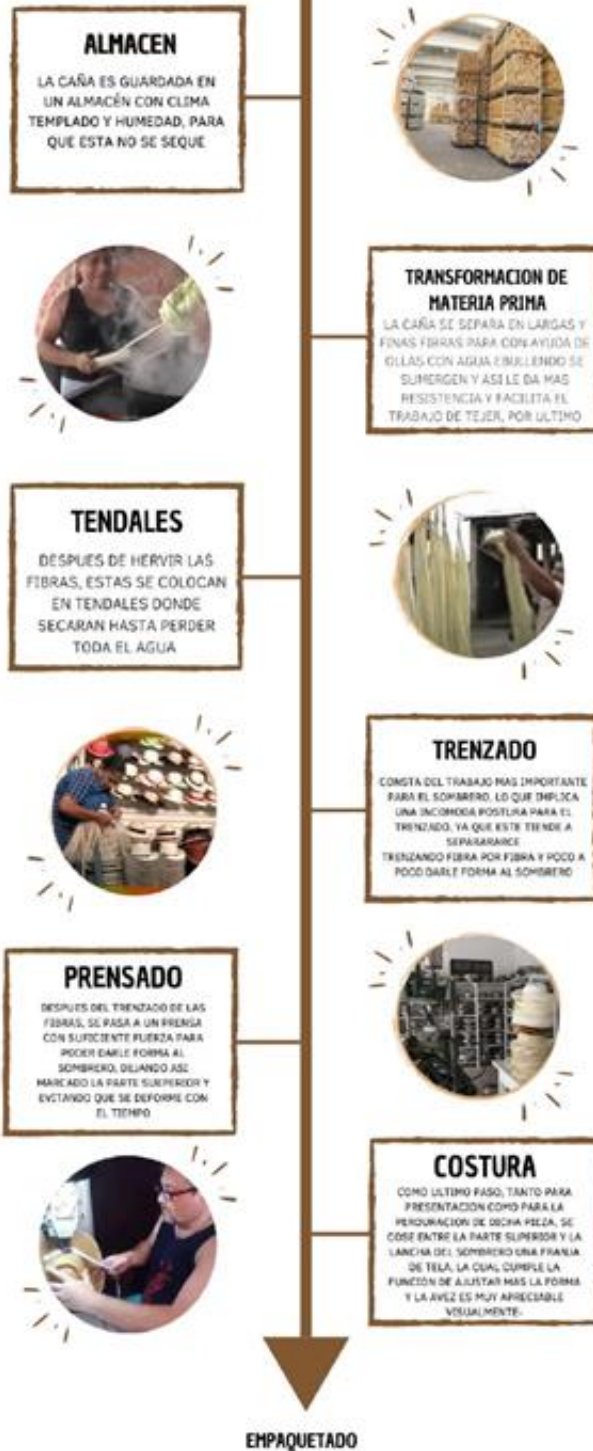 ALMACEN
LA CAÑA ES GUARDADA EN
UN ALMACÉN CON CLIMA
TEMPLADO Y HUMEDAD, PARA
QUE ESTA NO SE SEQUE
TRANSFORMACION DE
MATERIA PRIMA
LA CAÑA SE SEPARA EN LARGAS Y
FINAS FIBRAS PARA CON AYUDA DE
OLLAS CON AGUA EBULLENDO SE
SUMERGEN Y ASI LE DA MAS
RESISTENCIA Y FACILITA EL
TRABAJO DE TEJER, POR ULTIMO
TENDALES
DESPUES DE HERVIR LAS
FIBRAS, ESTAS SE COLOCAN
EN TENDALES DONDE
SECARAN HASTA PERDER
TODA EL AGUA
TRENZADO
CONSTA DEL TRABAJO MAS IMPORTANTE
PARA EL SOMBRERO, LO QUE IMPLICA
UNA INCOMODA POSTURA PARA EL
TRENZADO, YA QUE ESTE TIENDE A
SEPARARARCE
TRENZANDO FIBRA POR FIBRA Y POCO A
POCO DARLE FORMA AL SOMBRERO
PRENSADO
DESPUES DEL TRENZADO DE LAS
FIBRAS, SE PASA A UN PRENSA
CON SUFICIENTE FUERZA PARA
PODER DARLE FORMA AL
SOMBRERO, DEJANDO ASI
MARCADO LA PARTE SUEPERIOR Y
EVITANDO QUE SE DEFORME CON
EL TIEMPO
COSTURA
COMO ULTIMO PASO, TANTO PARA
PRESENTACION COMO PARA LA
PERDURACION DE DICHA PIEZA, SE
COSE ENTRE LA PARTE SUPERIOR Y LA
LANCHA DEL SOMBRERO UNA FRANJA
DE TELA, LA CUAL CUMPLE LA
FUNCION DE AJUSTAR MAS LA FORMA
Y LA AVEZ ES MUY APRECIABLE
VISUALMENTE-
EMPAQUETADO